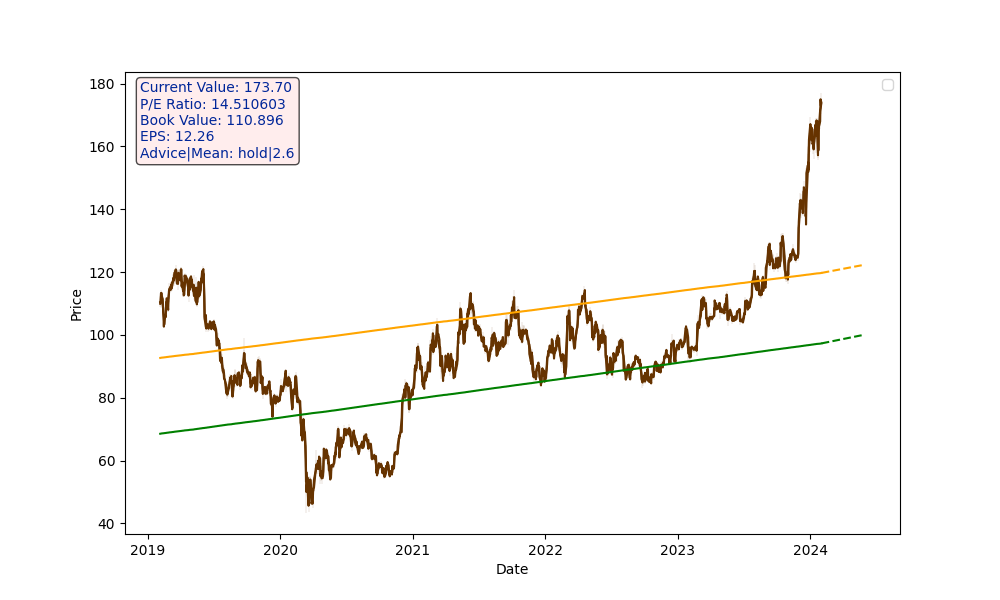 Current Value: 173.70
P/E Ratio: 14.510603
Book Value: 110.896
EPS: 12.26
Advice|Mean: hold|2.6
180
160
140
120
100
80
60
40
Price
2019 2020 2021 2022 2023 2024
Date